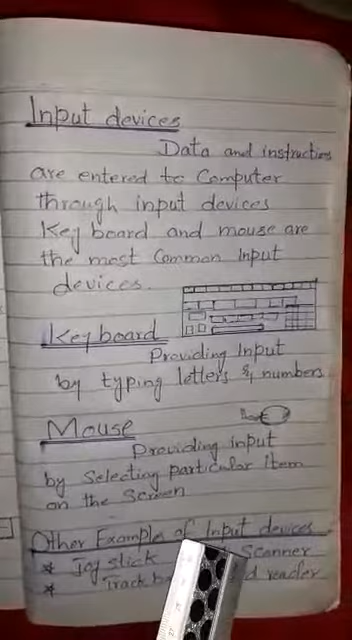 Input devices
Data and instructions
are entered to Computer
through input devices
Key board and mouse are
the most Common Input
devices.
Keyboard
Providing Input
by typing letters & numbers
Mouse
Providing input
by Selecting particular Item
on the Screen
Other Example of Input devices
* Joy stick Scanner
* Track reader